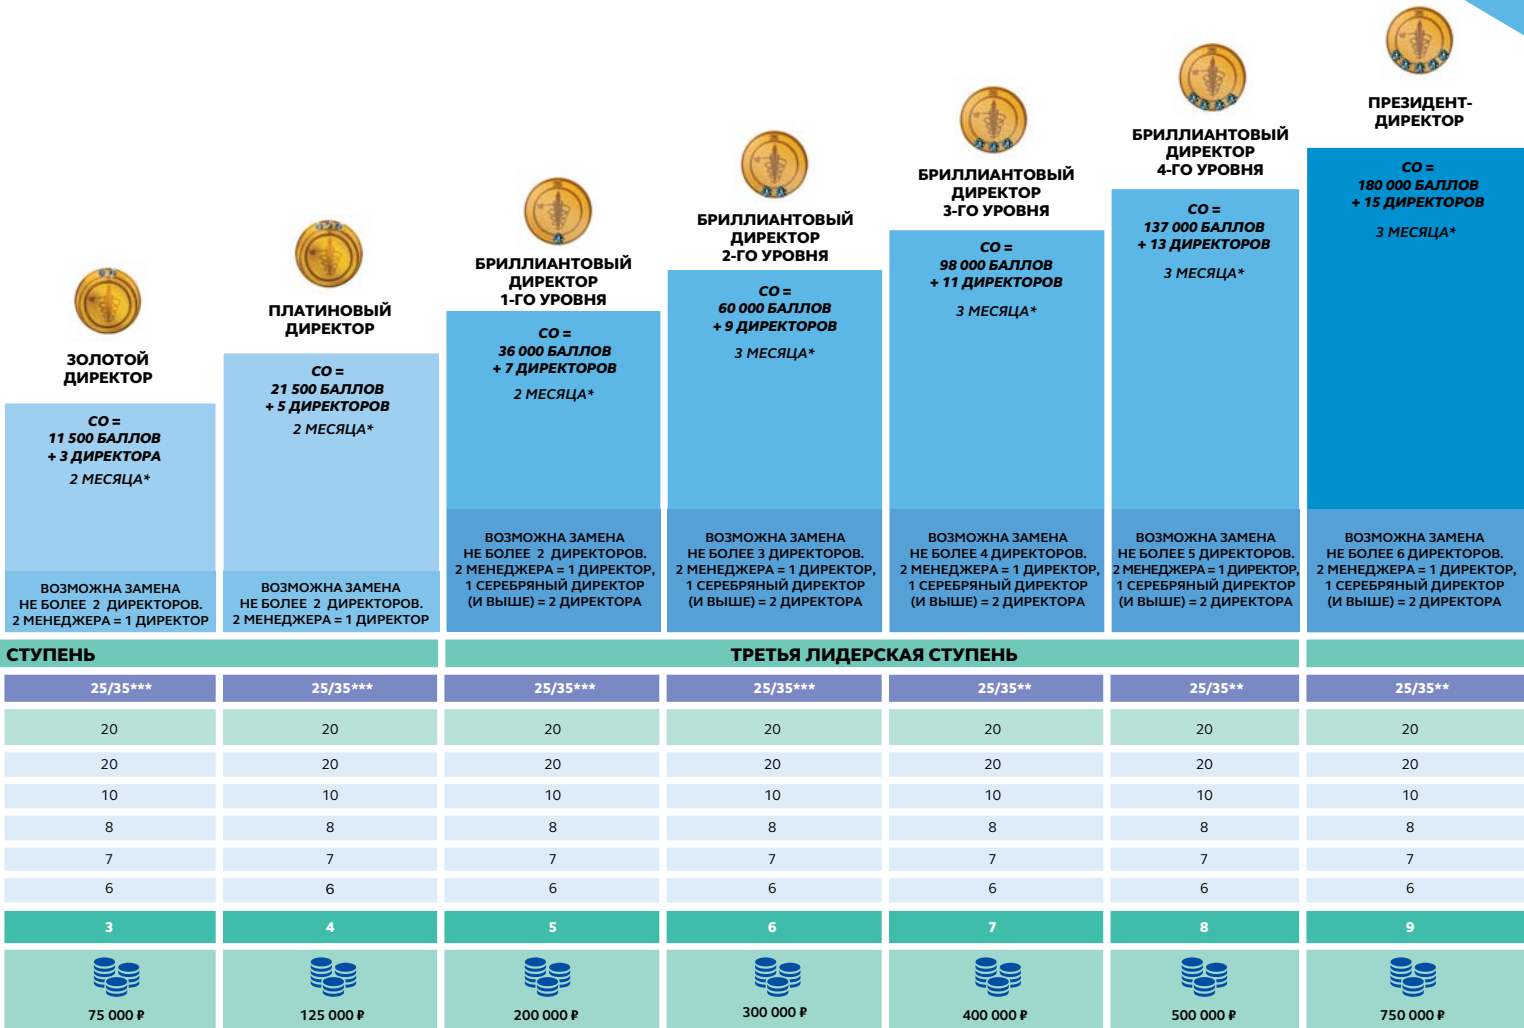 ЗОЛОТОЙ
ДИРЕКТОР
СО =
11 500 БАЛЛОВ
+ 3 ДИРЕКТОРА
2 МЕСЯЦА*
ВОЗМОЖНА ЗАМЕНА
НЕ БОЛЕЕ 2 ДИРЕКТОРОВ.
2 МЕНЕДЖЕРА = 1 ДИРЕКТОР
ПЛАТИНОВЫЙ
ДИРЕКТОР
СО =
21 500 БАЛЛОВ
+ 5 ДИРЕКТОРОВ
2 МЕСЯЦА*
ВОЗМОЖНА ЗАМЕНА
НЕ БОЛЕЕ 2 ДИРЕКТОРОВ.
2 МЕНЕДЖЕРА = 1 ДИРЕКТОР
БРИЛЛИАНТОВЫЙ
ДИРЕКТОР
1-ГО УРОВНЯ
СО =
36 000 БАЛЛОВ
+ 7 ДИРЕКТОРОВ
2 МЕСЯЦА*
ВОЗМОЖНА ЗАМЕНА
НЕ БОЛЕЕ 2 ДИРЕКТОРОВ.
2 МЕНЕДЖЕРА = 1 ДИРЕКТОР,
1 СЕРЕБРЯНЫЙ ДИРЕКТОР
(И ВЫШЕ) = 2 ДИРЕКТОРА
БРИЛЛИАНТОВЫЙ
ДИРЕКТОР
2-ГО УРОВНЯ
СО =
60 000 БАЛЛОВ
+ 9 ДИРЕКТОРОВ
3 МЕСЯЦА*
ВОЗМОЖНА ЗАМЕНА
НЕ БОЛЕЕ 3 ДИРЕКТОРОВ.
2 МЕНЕДЖЕРА = 1 ДИРЕКТОР,
1 СЕРЕБРЯНЫЙ ДИРЕКТОР
(И ВЫШЕ) = 2 ДИРЕКТОРА
БРИЛЛИАНТОВЫЙ
ДИРЕКТОР
3-ГО УРОВНЯ
СО =
98 000 БАЛЛОВ
+ 11 ДИРЕКТОРОВ
3 МЕСЯЦА*
ВОЗМОЖНА ЗАМЕНА
НЕ БОЛЕЕ 4 ДИРЕКТОРОВ.
2 МЕНЕДЖЕРА = 1 ДИРЕКТОР,
1 СЕРЕБРЯНЫЙ ДИРЕКТОР
(И ВЫШЕ) = 2 ДИРЕКТОРА
БРИЛЛИАНТОВЫЙ
ДИРЕКТОР
4-ГО УРОВНЯ
СО =
137 000 БАЛЛОВ
+ 13 ДИРЕКТОРОВ
3 МЕСЯЦА*
ВОЗМОЖНА ЗАМЕНА
НЕ БОЛЕЕ 5 ДИРЕКТОРОВ.
2 МЕНЕДЖЕРА = 1 ДИРЕКТОР,
1 СЕРЕБРЯНЫЙ ДИРЕКТОР
(И ВЫШЕ) = 2 ДИРЕКТОРА
ПРЕЗИДЕНТ-
ДИРЕКТОР
СО =
180 000 БАЛЛОВ
+ 15 ДИРЕКТОРОВ
3 МЕСЯЦА*
ВОЗМОЖНА ЗАМЕНА
НЕ БОЛЕЕ 6 ДИРЕКТОРОВ.
2 МЕНЕДЖЕРА = 1 ДИРЕКТОР,
1 СЕРЕБРЯНЫЙ ДИРЕКТОР
(И ВЫШЕ) = 2 ДИРЕКТОРА
СТУПЕНЬ ТРЕТЬЯ ЛИДЕРСКАЯ СТУПЕНЬ
25/35*** 25/35*** 25/35*** 25/35*** 25/35** 25/35** 25/35**
20 20 20 20 20 20 20
20 20 20 20 20 20 20
10 10 10 10 10 10 10
8 8 8 8 8 8 8
7 7 7 7 7 7 7
6 6 6 6 6 6 6
3 4 5 6 7 8 9
75 000 ₽ 125 000 ₽ 200 000 ₽ 300 000 ₽ 400 000 ₽ 500 000 ₽ 750 000 ₽